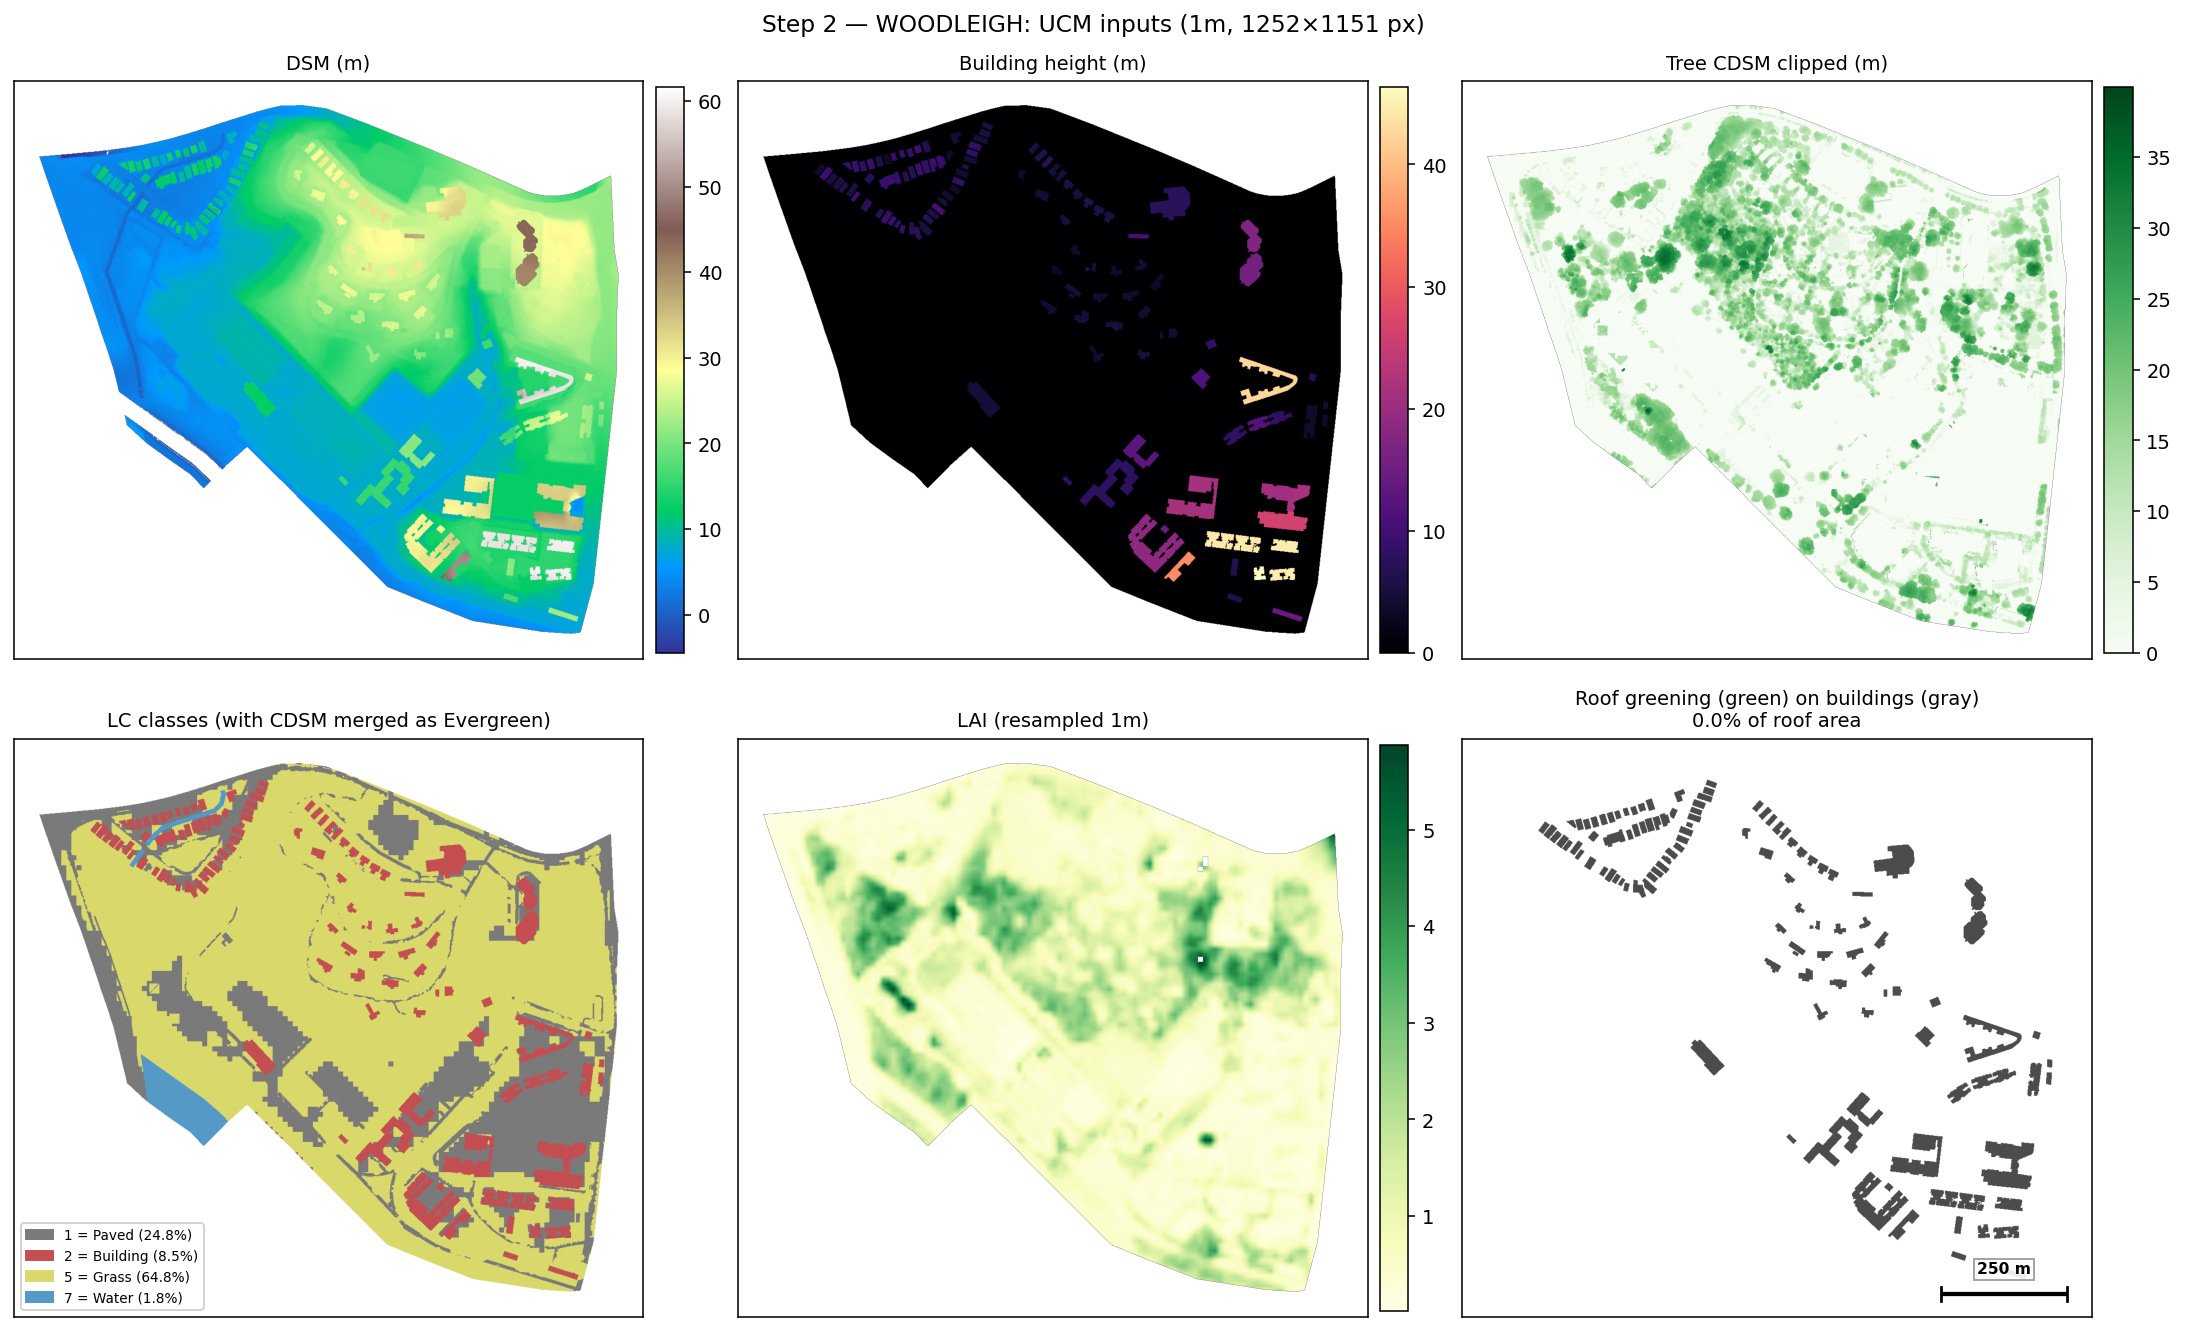 Step 2 — WOODLEIGH: UCM inputs (1m, 1252×1151 px)
DSM (m)
60
50
40
30
20
10
0
Building height (m)
40
30
20
10
0
Tree CDSM clipped (m)
35
30
25
20
15
10
5
0
LC classes (with CDSM merged as Evergreen)
1 = Paved (24.8%)
2 = Building (8.5%)
5 = Grass (64.8%)
7 = Water (1.8%)
LAI (resampled 1m)
5
4
3
2
1
Roof greening (green) on buildings (gray)
0.0% of roof area
250 m